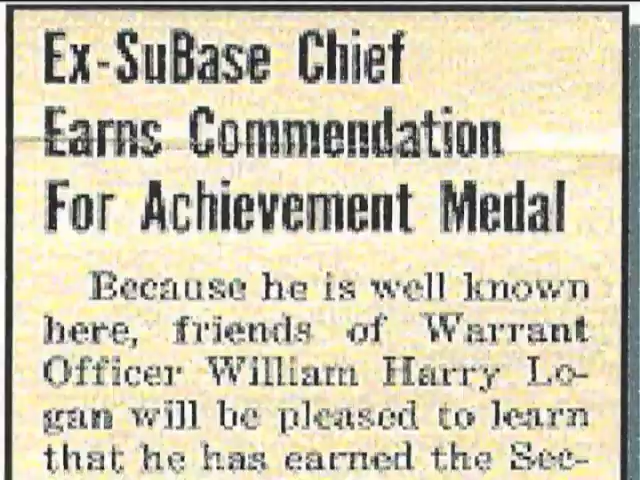 Ex-SuBase Chief
Earns Commendation
For Achievement Medal
Because he is well known
here, friends of Warrant
Officer William Harry Lo-
gan will be pleased to learn
that he has earned the Sec-